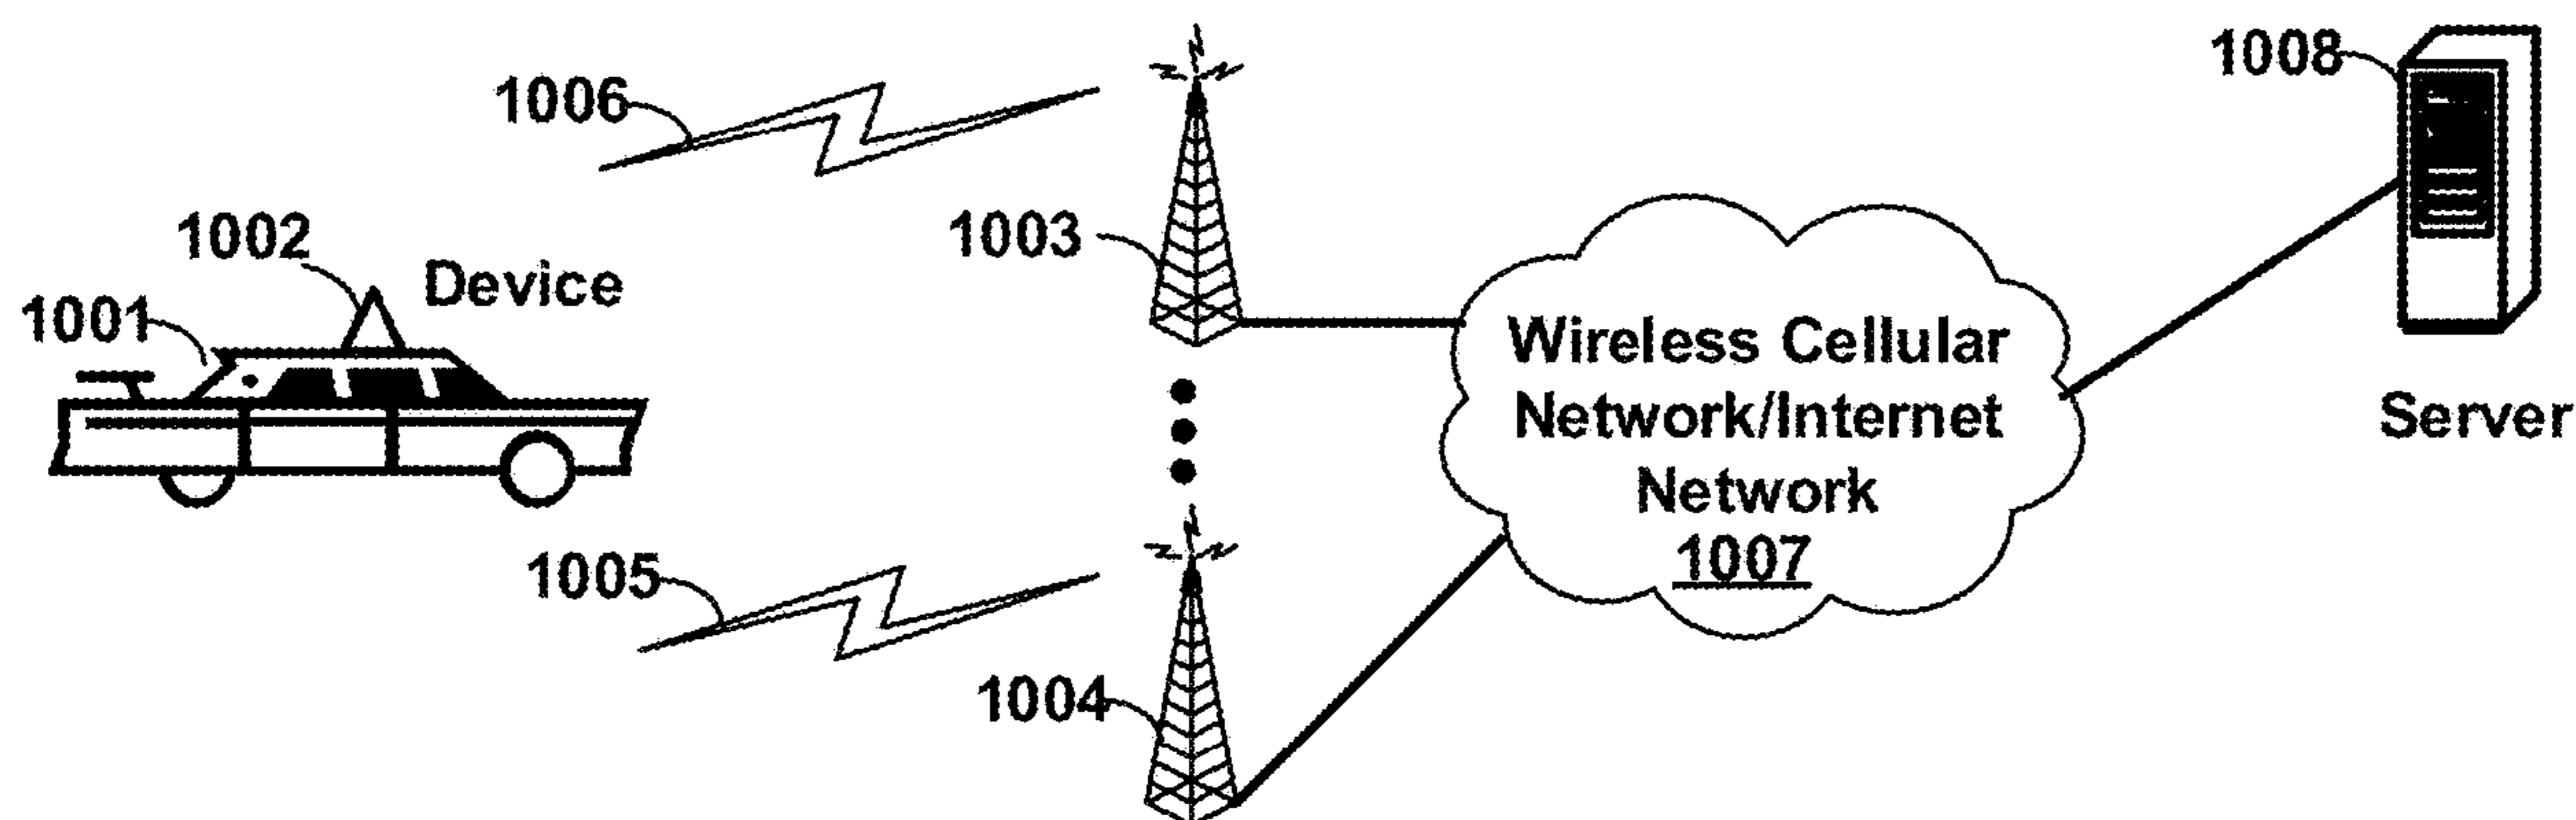 1006
1008
1002
1003
Device
1001
Wireless Cellular
Network/Internet
Network
1007
Server
1005
1004